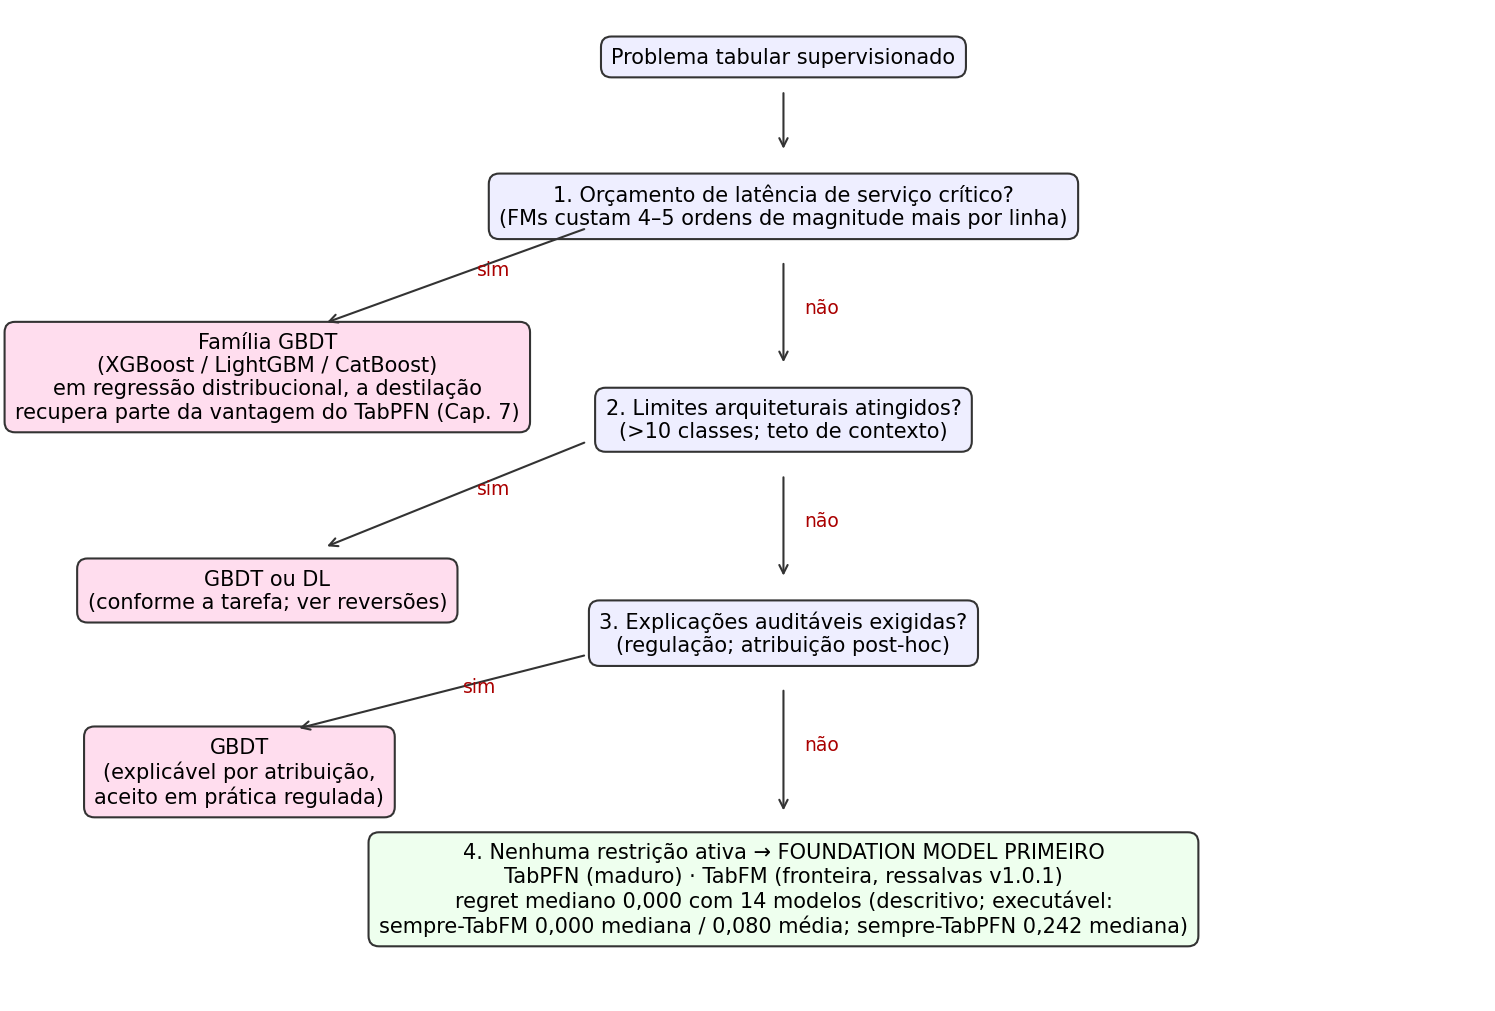 Problema tabular supervisionado
1. Orçamento de latência de serviço crítico?
(FMs custam 4–5 ordens de magnitude mais por linha)
sim
não
Família GBDT
(XGBoost / LightGBM / CatBoost)
em regressão distribucional, a destilação
recupera parte da vantagem do TabPFN (Cap. 7)
2. Limites arquiteturais atingidos?
(>10 classes; teto de contexto)
sim
não
GBDT ou DL
(conforme a tarefa; ver reversões)
3. Explicações auditáveis exigidas?
(regulação; atribuição post-hoc)
sim
não
GBDT
(explicável por atribuição,
aceito em prática regulada)
4. Nenhuma restrição ativa → FOUNDATION MODEL PRIMEIRO
TabPFN (maduro) · TabFM (fronteira, ressalvas v1.0.1)
regret mediano 0,000 com 14 modelos (descritivo; executável:
sempre-TabFM 0,000 mediana / 0,080 média; sempre-TabPFN 0,242 mediana)